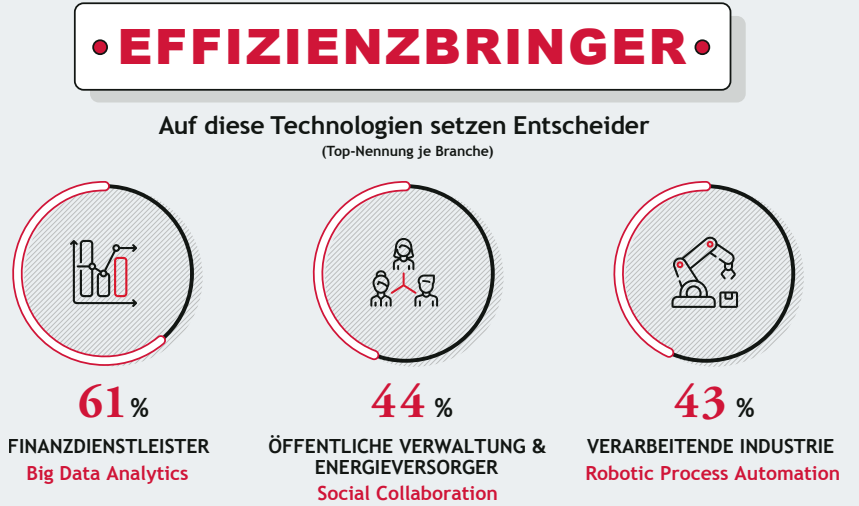 EFFIZIENZBRINGER
Auf diese Technologien setzen Entscheider
(Top-Nennung je Branche)
61 %
FINANZDIENSTLEISTER
Big Data Analytics
44 %
ÖFFENTLICHE VERWALTUNG &
ENERGIEVERSORGER
Social Collaboration
43 %
VERARBEITENDE INDUSTRIE
Robotic Process Automation